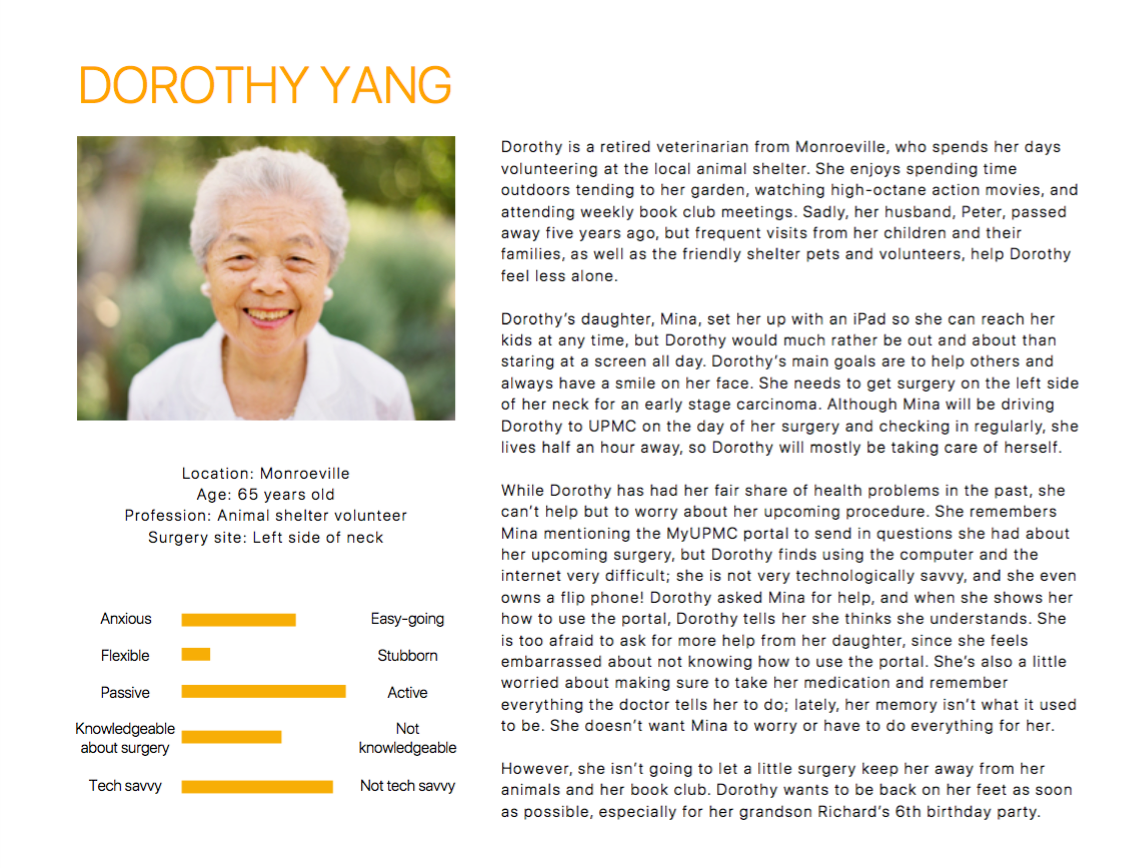 DOROTHY YANG
Location: Monroeville
Age: 65 years old
Profession: Animal shelter volunteer
Surgery site: Left side of neck
Anxious Easy-going
Flexible Stubborn
Passive Active
Knowledgeable Not
about surgery knowledgeable
Tech savvy Not tech savvy
Dorothy is a retired veterinarian from Monroeville, who spends her days
volunteering at the local animal shelter. She enjoys spending time
outdoors tending to her garden, watching high-octane action movies, and
attending weekly book club meetings. Sadly, her husband, Peter, passed
away five years ago, but frequent visits from her children and their
families, as well as the friendly shelter pets and volunteers, help Dorothy
feel less alone.
Dorothy's daughter, Mina, set her up with an iPad so she can reach her
kids at any time, but Dorothy would much rather be out and about than
staring at a screen all day. Dorothy's main goals are to help others and
always have a smile on her face. She needs to get surgery on the left side
of her neck for an early stage carcinoma. Although Mina will be driving
Dorothy to UPMC on the day of her surgery and checking in regularly, she
lives half an hour away, so Dorothy will mostly be taking care of herself.
While Dorothy has had her fair share of health problems in the past, she
can't help but to worry about her upcoming procedure. She remembers
Mina mentioning the MyUPMC portal to send in questions she had about
her upcoming surgery, but Dorothy finds using the computer and the
internet very difficult; she is not very technologically savvy, and she even
owns a flip phone! Dorothy asked Mina for help, and when she shows her
how to use the portal, Dorothy tells her she thinks she understands. She
is too afraid to ask for more help from her daughter, since she feels
embarrassed about not knowing how to use the portal. She's also a little
worried about making sure to take her medication and remember
everything the doctor tells her to do; lately, her memory isn't what it used
to be. She doesn't want Mina to worry or have to do everything for her.
However, she isn't going to let a little surgery keep her away from her
animals and her book club. Dorothy wants to be back on her feet as soon
as possible, especially for her grandson Richard's 6th birthday party.